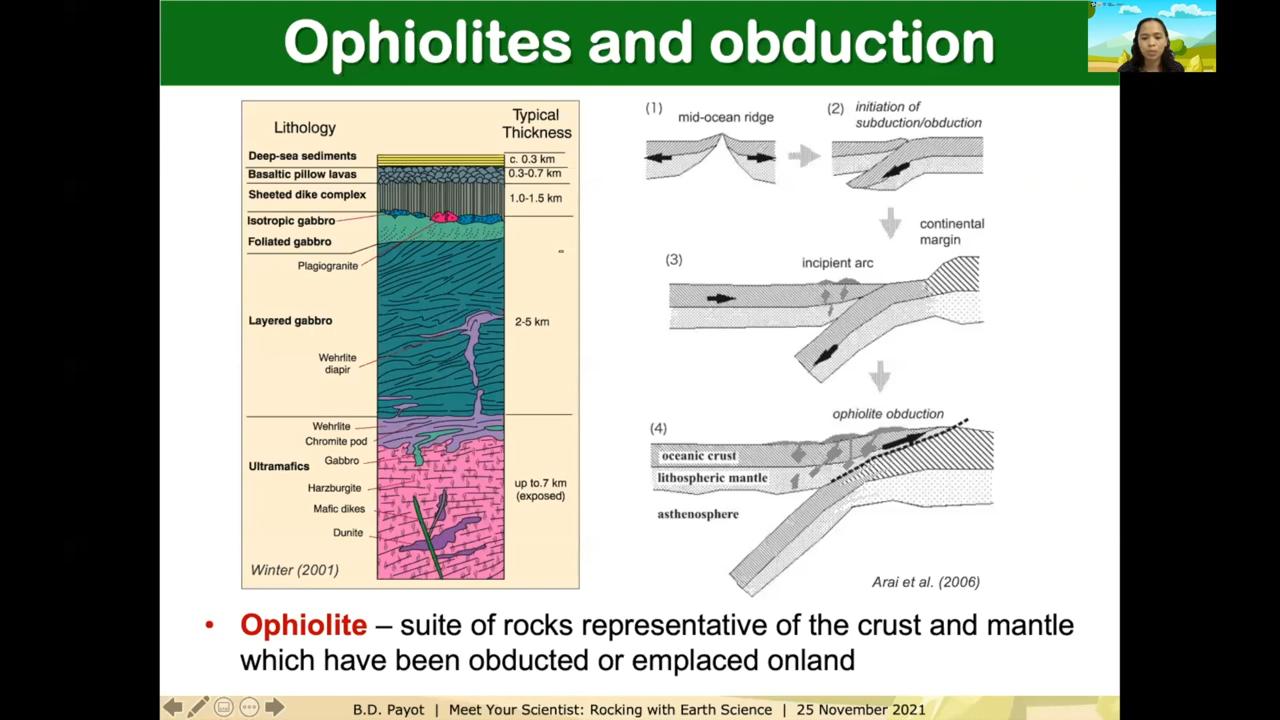 Ophiolites and obduction
Lithology
Typical
Thickness
Deep-sea sediments
c. 0.3 km
Basaltic pillow lavas
0.3-0.7 km
Sheeted dike complex
1.0-1.5 km
Isotropic gabbro
Foliated gabbro
Plagiogranite
Layered gabbro
2-5 km
Wehrlite
diapir
Wehrlite
Chromite pod
Gabbro
Ultramafics
Harzburgite
up to.7 km
(exposed)
Mafic dikes
Dunite
Winter (2001)
(1)
mid-ocean ridge
(2)
initiation of
subduction/obduction
continental
margin
(3)
incipient arc
ophiolite obduction
(4)
oceanic crust
lithospheric mantle
asthenosphere
Arai et al. (2006)
• Ophiolite – suite of rocks representative of the crust and mantle
which have been obducted or emplaced onland
B.D. Payot | Meet Your Scientist: Rocking with Earth Science | 25 November 2021